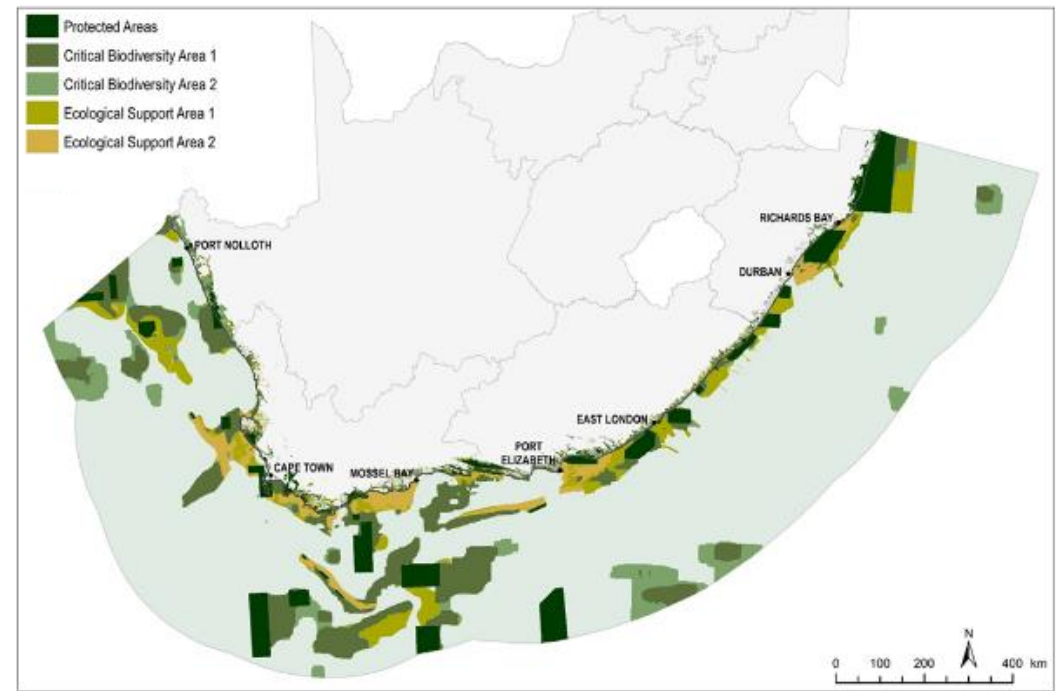 Protected Areas
Critical Biodiversity Area 1
Critical Biodiversity Area 2
Ecological Support Area 1
Ecological Support Area 2
RICHARDS BAY
PORT NOLLOTH
DURBAN
EAST LONDON
PORT
ELIZABETH
CAPE TOWN
MOSSEL BAY
N
0 100 200 400 km